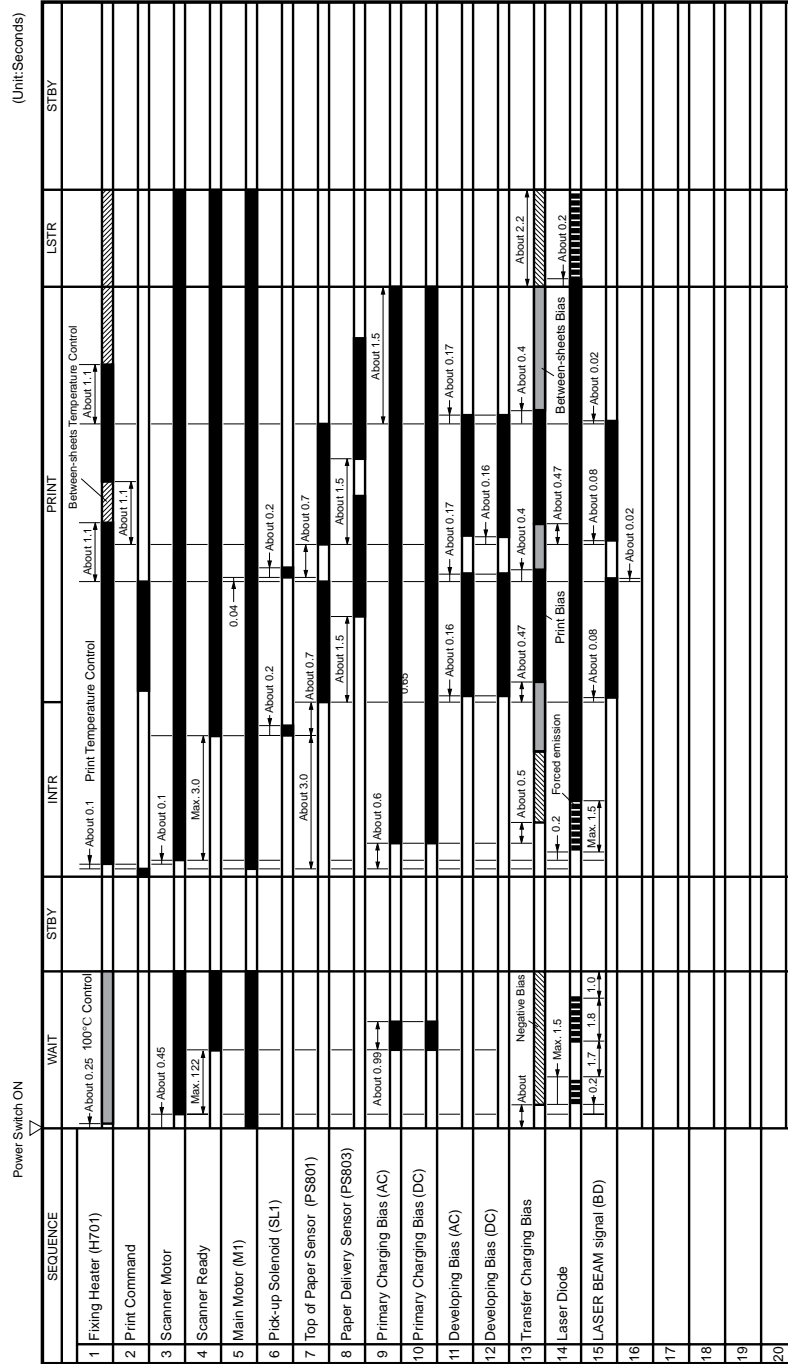 (Unit:Seconds)
Power Switch ON
SEQUENCE WAIT STBY INTR PRINT LSTR STBY
1 Fixing Heater (H701)
About 0.25 100°C Control
About 0.1 Print Temperature Control
About 1.1
Between-sheets Temperature Control
About 1.1
2 Print Command
About 1.1
3 Scanner Motor
About 0.45
About 0.1
4 Scanner Ready
Max. 122
Max. 3.0
5 Main Motor (M1)
0.04
6 Pick-up Solenoid (SL1)
About 0.2
About 0.2
7 Top of Paper Sensor (PS801)
About 3.0
About 0.7
About 0.7
8 Paper Delivery Sensor (PS803)
About 1.5
About 1.5
9 Primary Charging Bias (AC)
About 0.99
About 0.6
About 1.5
10 Primary Charging Bias (DC)
0.65
11 Developing Bias (AC)
About 0.16
About 0.17
About 0.17
12 Developing Bias (DC)
About 0.16
13 Transfer Charging Bias
About
Negative Bias
About 0.5
About 0.47
About 0.4
About 0.4
About 2.2
14 Laser Diode
Max. 1.5
0.2
Forced emission
Print Bias
About 0.47
Between-sheets Bias
About 0.2
15 LASER BEAM signal (BD)
0.2
1.7
1.8
1.0
Max. 1.5
About 0.08
About 0.08
About 0.02
16
About 0.02
17
18
19
20